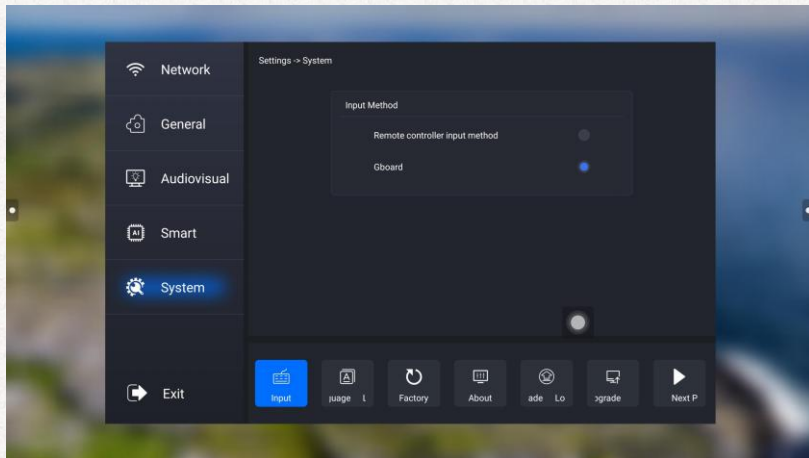 Network
General
Audiovisual
AI
Smart
System
Exit
Settings -> System
Input Method
Remote controller input method
Gboard
Input
A
Factory
About
Next P